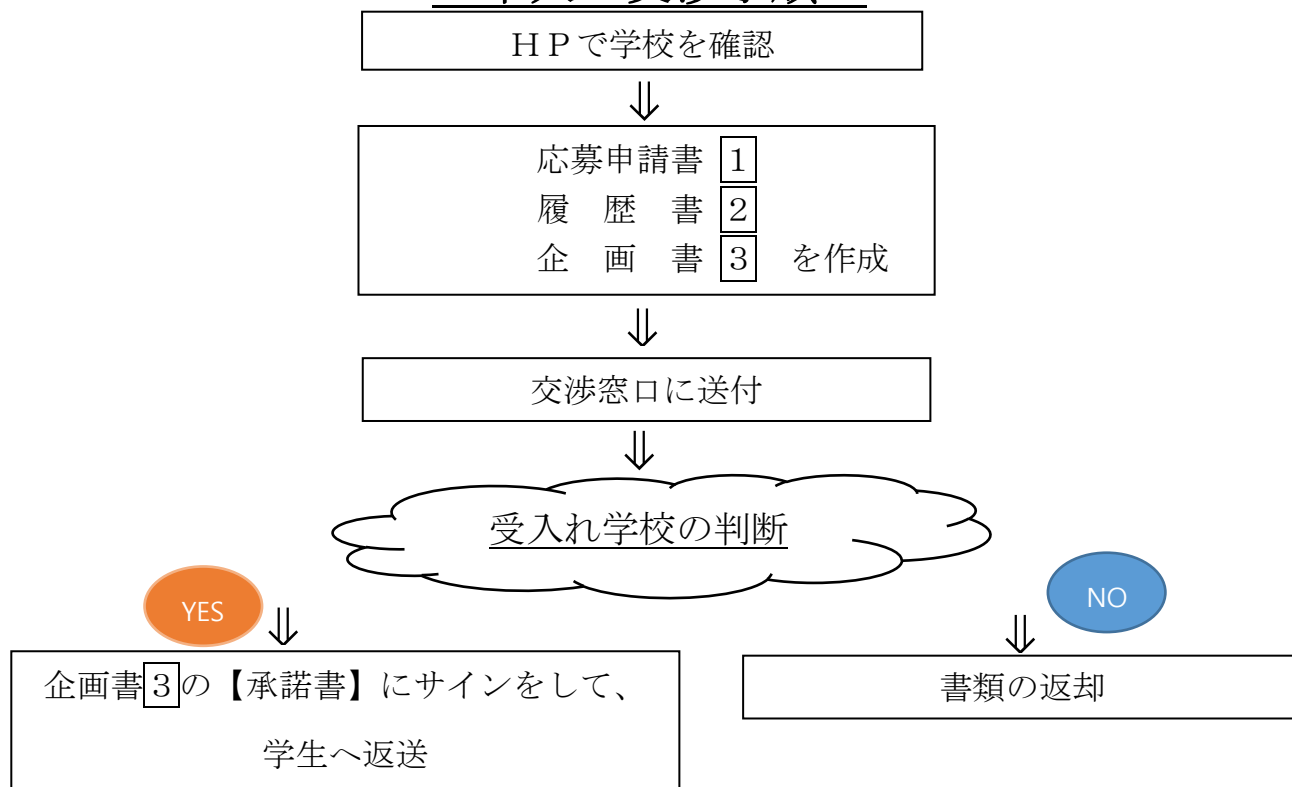 ＨＰで学校を確認
⇓
応募申請書 １
履　歴　書 ２
企　画　書 ３　を作成
⇓
交渉窓口に送付
⇓
受入れ学校の判断
YES
⇓
NO
⇓
企画書３の【承諾書】にサインをして、
学生へ返送
書類の返却